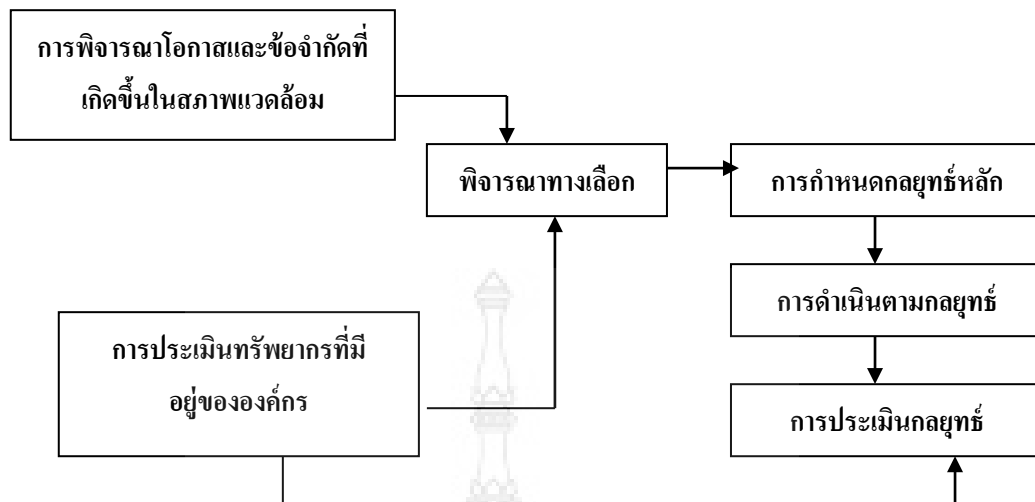 การพิจารณาโอกาสและข้อจำกัดที่
เกิดขึ้นในสภาพแวดล้อม
พิจารณาทางเลือก
การกำหนดกลยุทธ์หลัก
การดำเนินตามกลยุทธ์
การประเมินทรัพยากรที่มี
อยู่ขององค์กร
การประเมินกลยุทธ์